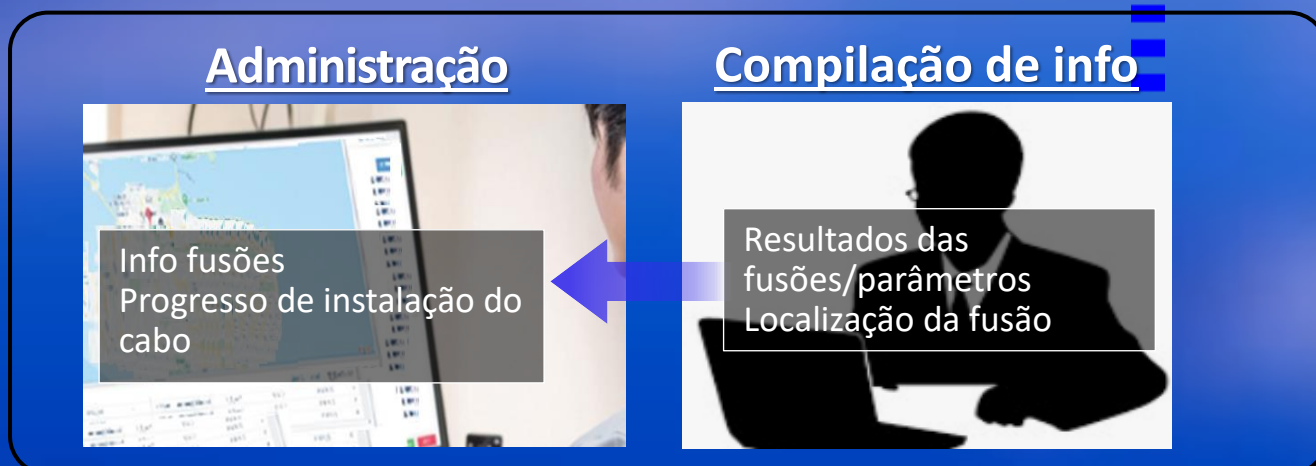 Administração
Compilação de info
Info fusões
Progresso de instalação do
cabo
Resultados das
fusões/parâmetros
Localização da fusão